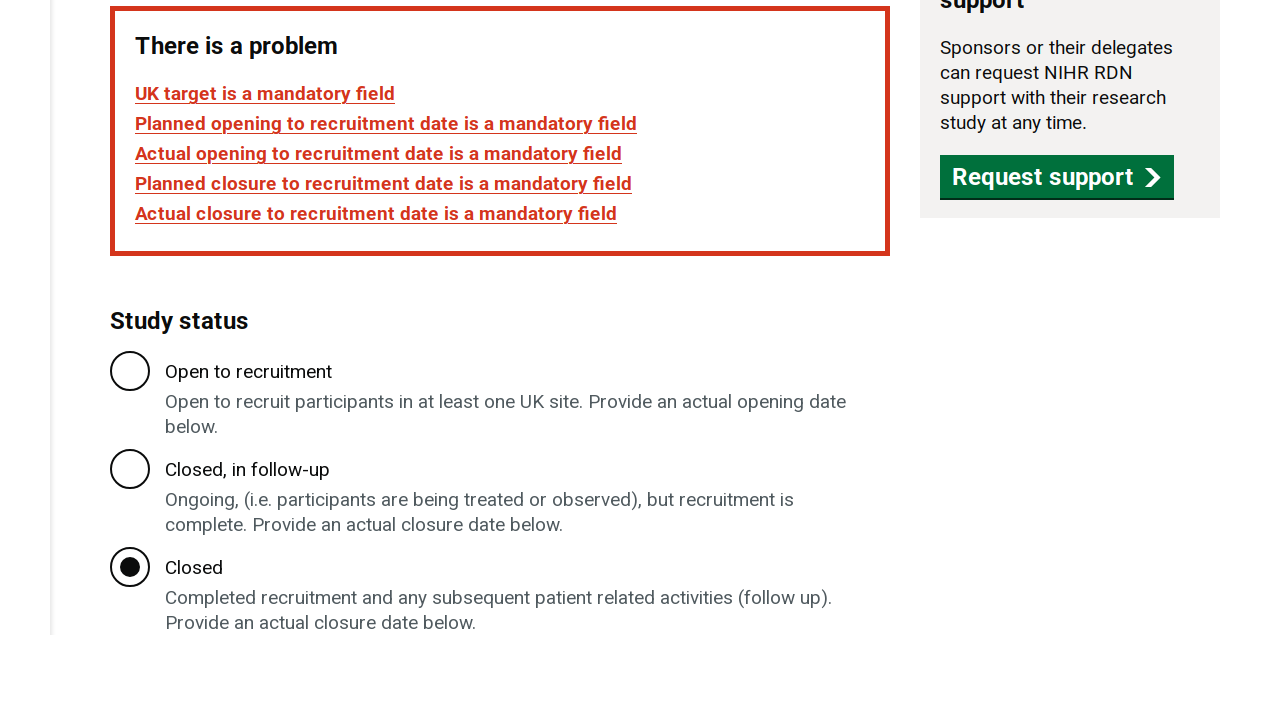 There is a problem
UK target is a mandatory field
Planned opening to recruitment date is a mandatory field
Actual opening to recruitment date is a mandatory field
Planned closure to recruitment date is a mandatory field
Actual closure to recruitment date is a mandatory field
Study status
Open to recruitment
Open to recruit participants in at least one UK site. Provide an actual opening date
below.
Closed, in follow-up
Ongoing, (i.e. participants are being treated or observed), but recruitment is
complete. Provide an actual closure date below.
Closed
Completed recruitment and any subsequent patient related activities (follow up).
Provide an actual closure date below.
support
Sponsors or their delegates
can request NIHR RDN
support with their research
study at any time.
Request support